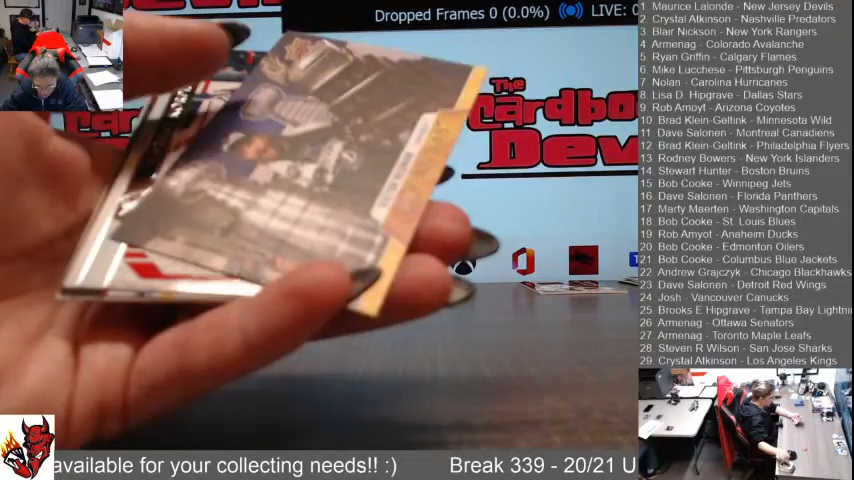 Dropped Frames 0 (0.0%) LIVE: 0
The
Cardbo
Dev
1 Maurice Lalonde - New Jersey Devils
2 Crystal Atkinson - Nashville Predators
3 Blair Nickson - New York Rangers
4 Armenag - Colorado Avalanche
5 Ryan Griffin - Calgary Flames
6 Mike Lucchese - Pittsburgh Penguins
7 Nolan - Carolina Hurricanes
8 Lisa D. Hipgrave - Dallas Stars
9 Rob Amoyt - Arizona Coyotes
10 Brad Klein-Geltink - Minnesota Wild
11 Dave Salonen - Montreal Canadiens
12 Brad Klein-Geltink - Philadelphia Flyers
13 Rodney Bowers - New York Islanders
14 Stewart Hunter - Boston Bruins
15 Bob Cooke - Winnipeg Jets
16 Dave Salonen - Florida Panthers
17 Marty Maerten - Washington Capitals
18 Bob Cooke - St. Louis Blues
19 Rob Amyot - Anaheim Ducks
20 Bob Cooke - Edmonton Oilers
21 Bob Cooke - Columbus Blue Jackets
22 Andrew Grajczyk - Chicago Blackhawks
23 Dave Salonen - Detroit Red Wings
24 Josh - Vancouver Canucks
25 Brooks E Hipgrave - Tampa Bay Lightni
26 Armenag - Ottawa Senators
27 Armenag - Toronto Maple Leafs
28 Steven R Wilson - San Jose Sharks
29 Crystal Atkinson - Los Angeles Kings
available for your collecting needs!! :) Break 339 - 20/21 U